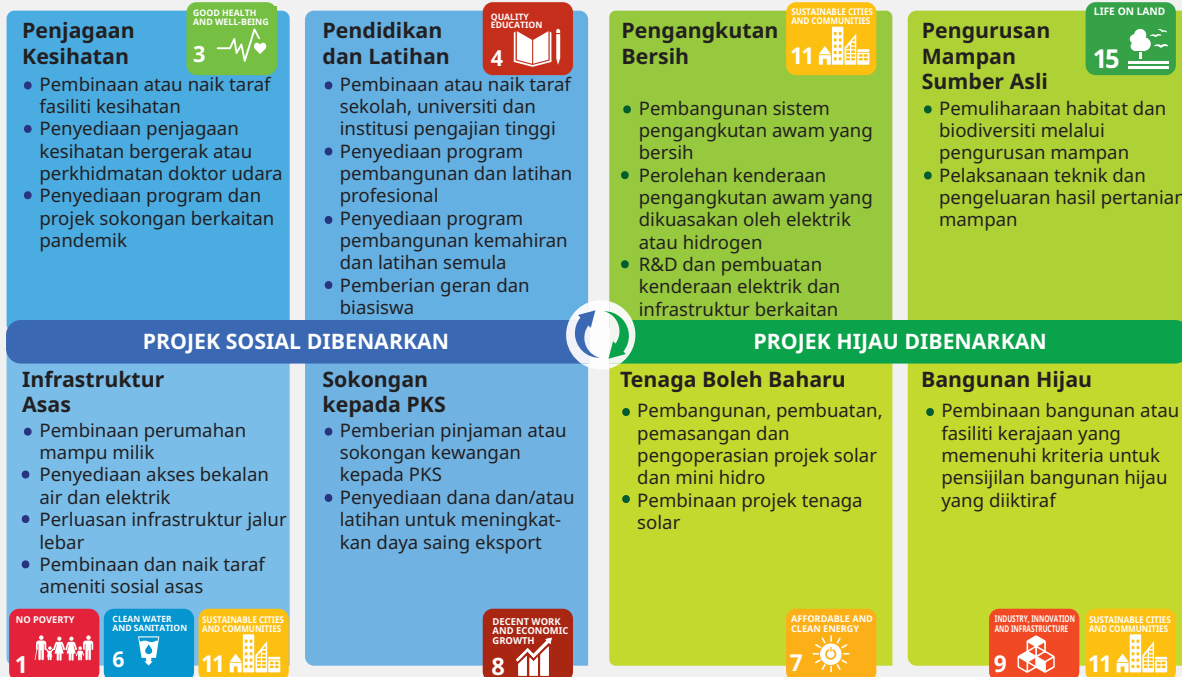 Penjagaan
Kesihatan
GOOD HEALTH
AND WELL-BEING
3
• Pembinaan atau naik taraf
fasiliti kesihatan
• Penyediaan penjagaan
kesihatan bergerak atau
perkhidmatan doktor udara
• Penyediaan program dan
projek sokongan berkaitan
pandemik
Pendidikan
dan Latihan
QUALITY
EDUCATION
4
• Pembinaan atau naik taraf
sekolah, universiti dan
institusi pengajian tinggi
• Penyediaan program
pembangunan dan latihan
profesional
• Penyediaan program
pembangunan kemahiran
dan latihan semula
• Pemberian geran dan
biasiswa
Pengangkutan
Bersih
SUSTAINABLE CITIES
AND COMMUNITIES
11
• Pembangunan sistem
pengangkutan awam yang
bersih
• Perolehan kenderaan
pengangkutan awam yang
dikuasakan oleh elektrik
atau hidrogen
• R&D dan pembuatan
kenderaan elektrik dan
infrastruktur berkaitan
Pengurusan
Mampan
Sumber Asli
LIFE ON LAND
15
• Pemuliharaan habitat dan
biodiversiti melalui
pengurusan mampan
• Pelaksanaan teknik dan
pengeluaran hasil pertanian
mampan
PROJEK SOSIAL DIBENARKAN
PROJEK HIJAU DIBENARKAN
Infrastruktur
Asas
• Pembinaan perumahan
mampu milik
• Penyediaan akses bekalan
air dan elektrik
• Perluasan infrastruktur jalur
lebar
• Pembinaan dan naik taraf
ameniti sosial asas
NO POVERTY
1
CLEAN WATER
AND SANITATION
6
SUSTAINABLE CITIES
AND COMMUNITIES
11
Sokongan
kepada PKS
• Pemberian pinjaman atau
sokongan kewangan
kepada PKS
• Penyediaan dana dan/atau
latihan untuk meningkat-
kan daya saing eksport
DECENT WORK
AND ECONOMIC
GROWTH
8
Tenaga Boleh Baharu
• Pembangunan, pembuatan,
pemasangan dan
pengoperasian projek solar
dan mini hidro
• Pembinaan projek tenaga
solar
AFFORDABLE AND
CLEAN ENERGY
7
Bangunan Hijau
• Pembinaan bangunan atau
fasiliti kerajaan yang
memenuhi kriteria untuk
pensijilan bangunan hijau
yang diiktiraf
INDUSTRY, INNOVATION
AND INFRASTRUCTURE
9
SUSTAINABLE CITIES
AND COMMUNITIES
11